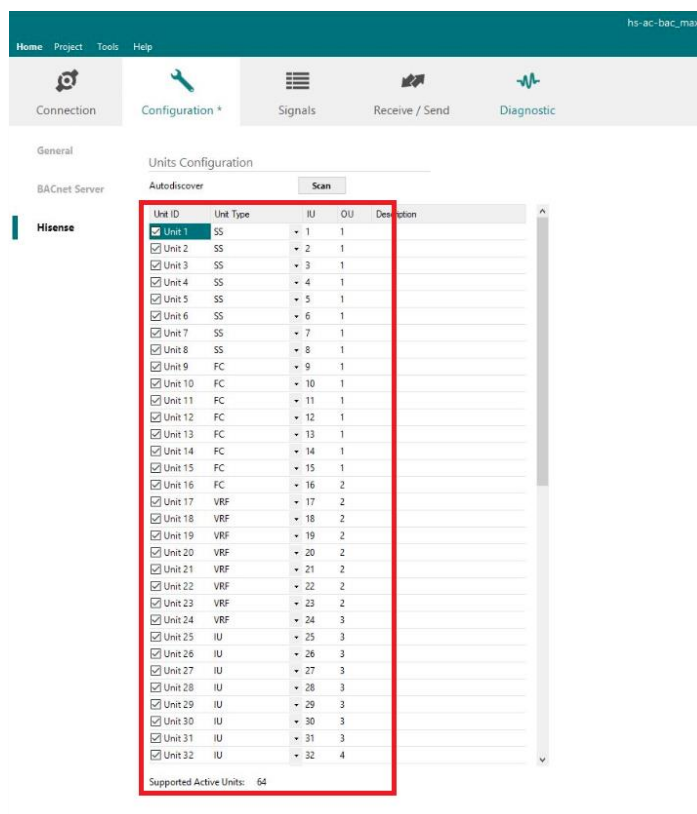 hs-ac-bac_max
Home Project Tools Help
Connection Configuration * Signals Receive / Send Diagnostic
General
Units Configuration
BACnet Server
Autodiscover Scan
Hisense
Unit ID Unit Type IU OU Description
Unit 1 SS 1 1
Unit 2 SS 2 1
Unit 3 SS 3 1
Unit 4 SS 4 1
Unit 5 SS 5 1
Unit 6 SS 6 1
Unit 7 SS 7 1
Unit 8 SS 8 1
Unit 9 FC 9 1
Unit 10 FC 10 1
Unit 11 FC 11 1
Unit 12 FC 12 1
Unit 13 FC 13 1
Unit 14 FC 14 1
Unit 15 FC 15 1
Unit 16 FC 16 2
Unit 17 VRF 17 2
Unit 18 VRF 18 2
Unit 19 VRF 19 2
Unit 20 VRF 20 2
Unit 21 VRF 21 2
Unit 22 VRF 22 2
Unit 23 VRF 23 2
Unit 24 VRF 24 3
Unit 25 IU 25 3
Unit 26 IU 26 3
Unit 27 IU 27 3
Unit 28 IU 28 3
Unit 29 IU 29 3
Unit 30 IU 30 3
Unit 31 IU 31 3
Unit 32 IU 32 4
Supported Active Units: 64